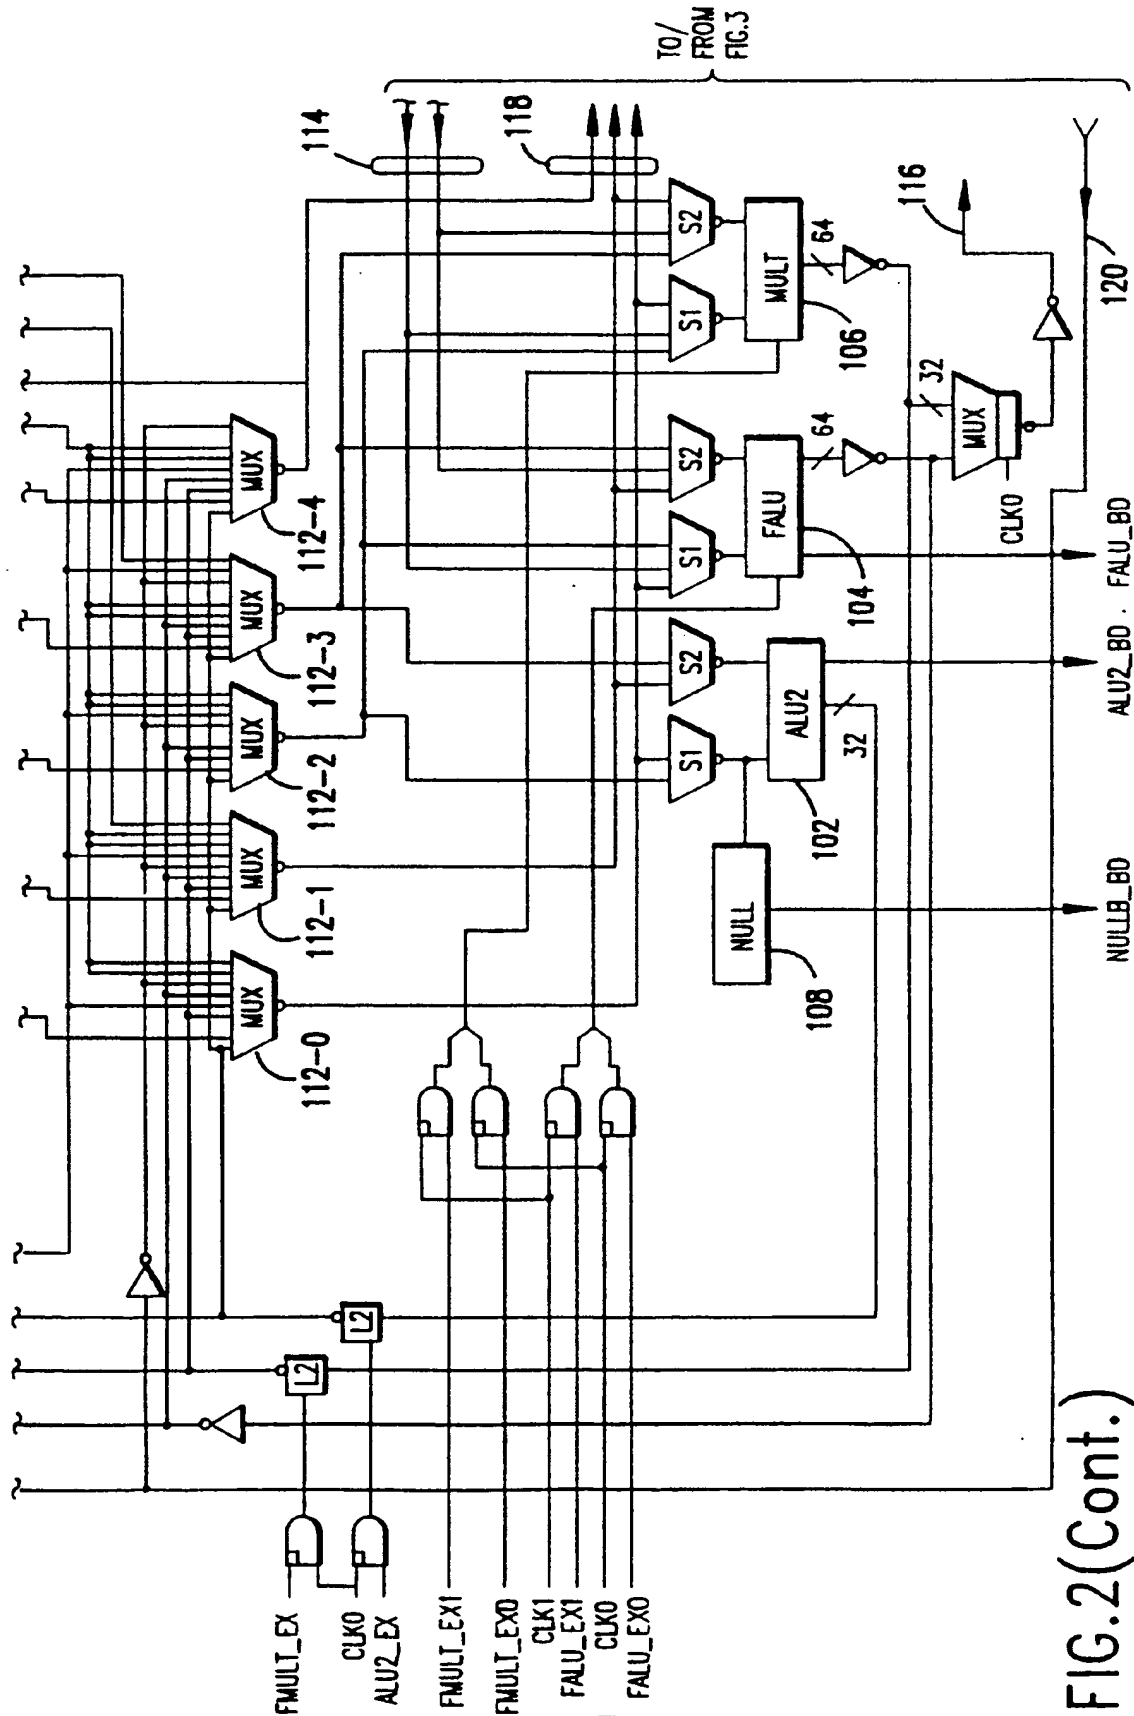 TO/
FROM
FIG.3
114
118
116
120
MUX
112-4
MUX
112-3
MUX
112-2
MUX
112-1
MUX
112-0
S2
S1
MULT
106
64
S2
S1
FALU
104
64
S2
S1
ALU2
102
32
NULL
108
32
MUX
CLK0
L2
L2
FMULT_EX
CLK0
ALU2_EX
FMULT_EX1
FMULT_EX0
CLK1
FALU_EX1
CLK0
FALU_EX0
NULLB_BD
ALU2_BD
FALU_BD
FIG.2(Cont.)